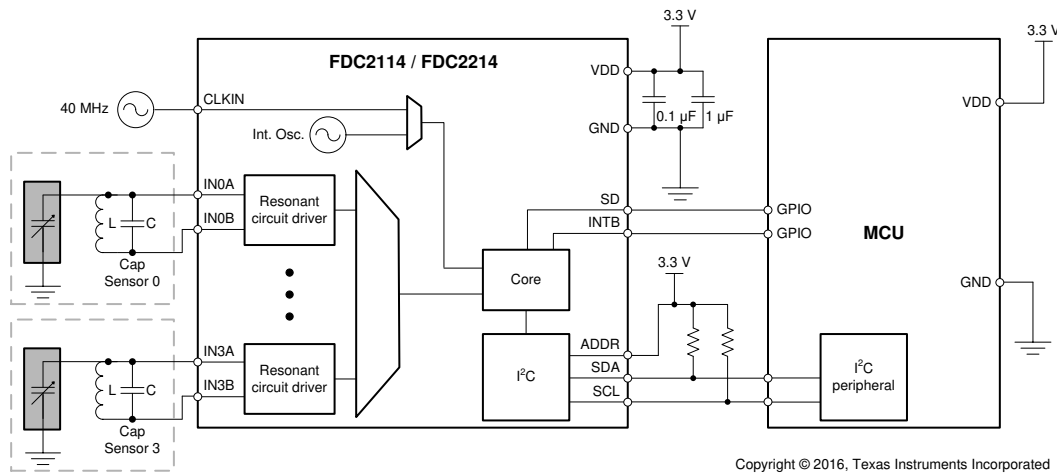 3.3 V
3.3 V
FDC2114 / FDC2214
VDD
40 MHz
CLKIN
VDD
0.1 µF
1 µF
Int. Osc.
GND
IN0A
Resonant
circuit driver
L
C
IN0B
SD
GPIO
INTB
GPIO
MCU
Cap
Sensor 0
Core
3.3 V
GND
ADDR
IN3A
Resonant
circuit driver
L
C
IN3B
I²C
SDA
SCL
I²C
peripheral
Cap
Sensor 3
Copyright © 2016, Texas Instruments Incorporated